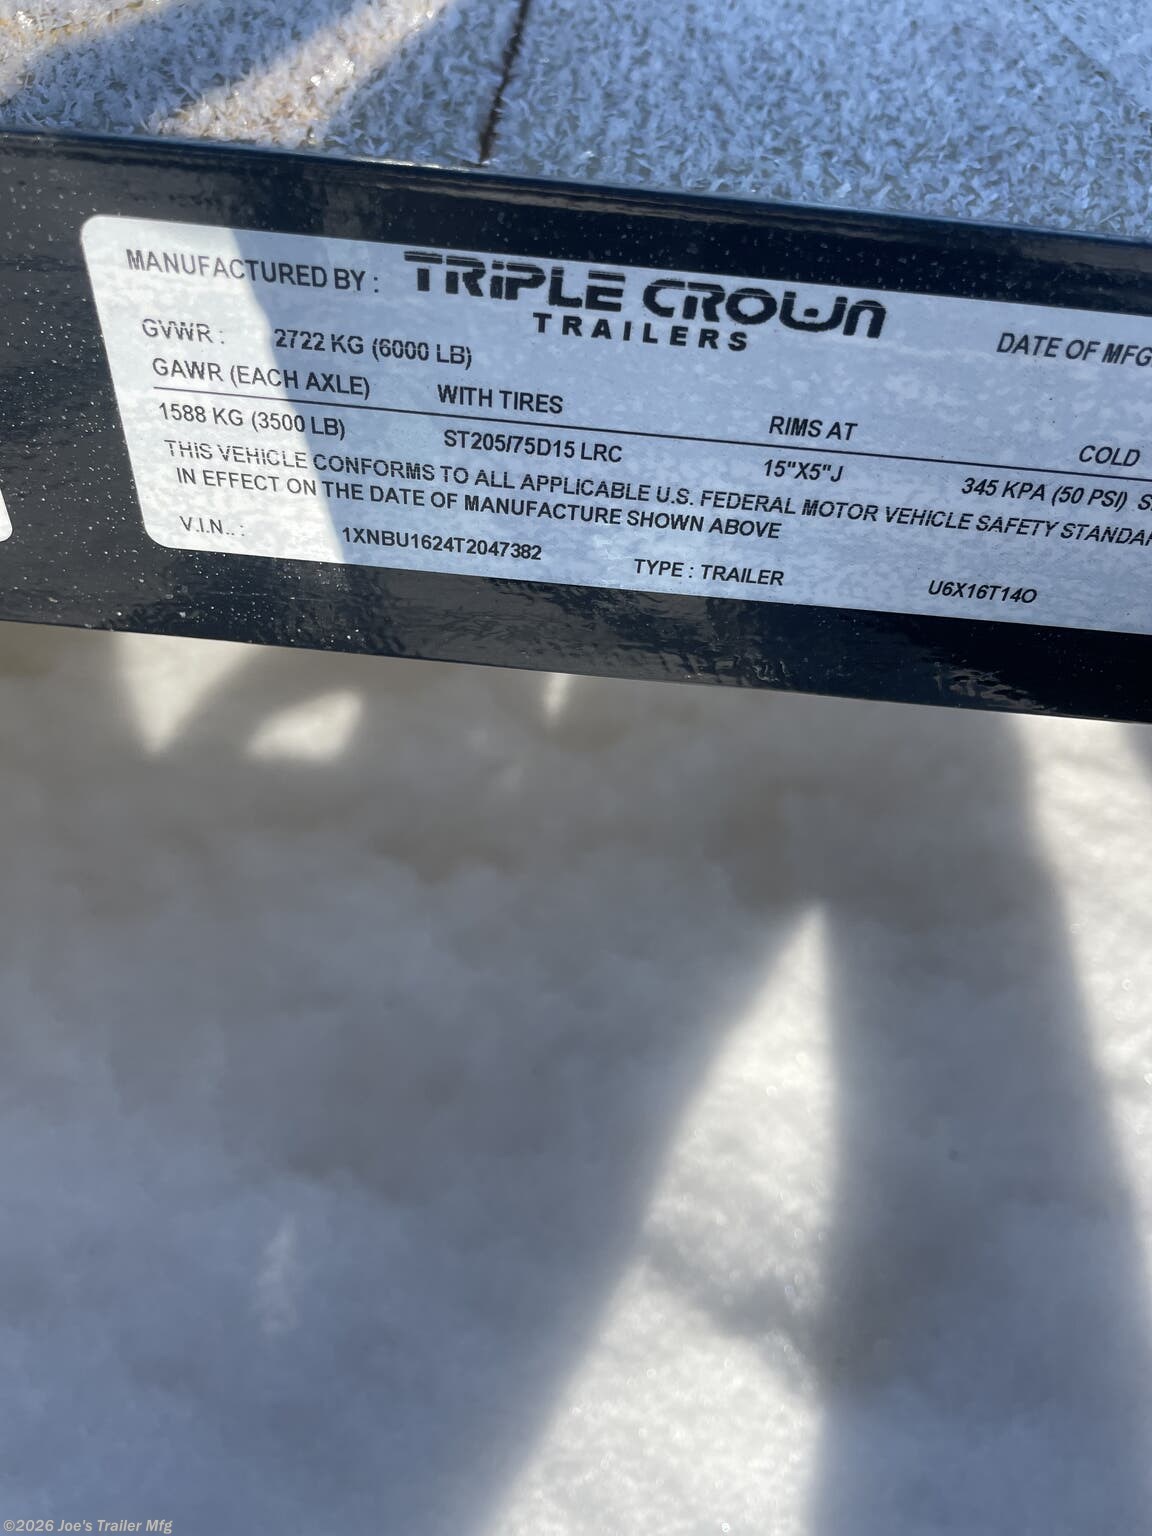 MANUFACTURED BY : TRIPLE CROWN
TRAILERS
DATE OF MFG
GVWR : 2722 KG (6000 LB)
GAWR (EACH AXLE) WITH TIRES RIMS AT COLD
1588 KG (3500 LB) ST205/75D15 LRC 15"X5"J 345 KPA (50 PSI)
THIS VEHICLE CONFORMS TO ALL APPLICABLE U.S. FEDERAL MOTOR VEHICLE SAFETY STANDAR
IN EFFECT ON THE DATE OF MANUFACTURE SHOWN ABOVE
V.I.N.. : 1XNBU1624T2047382 TYPE : TRAILER U6X16T14O
©2026 Joe's Trailer Mfg